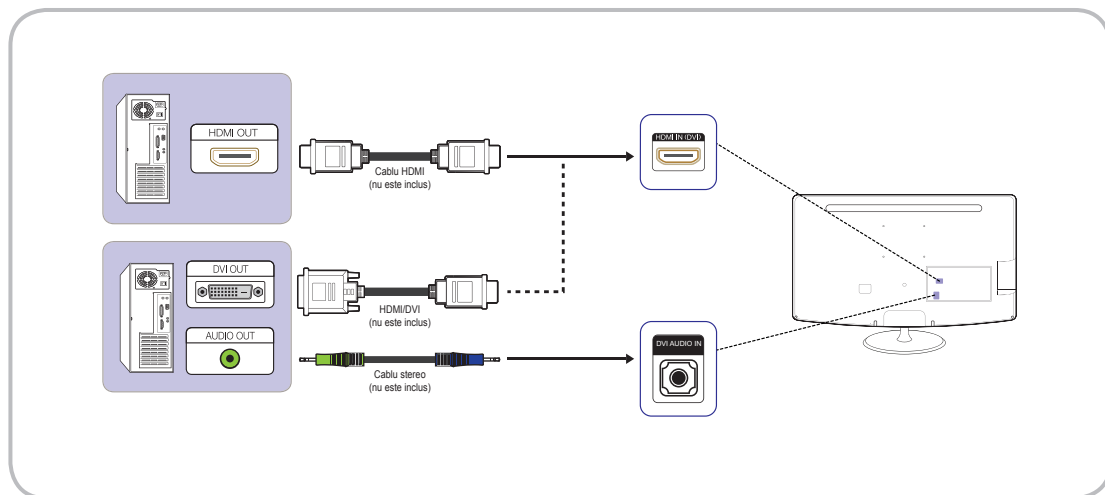 HDMI OUT
Cablu HDMI
(nu este inclus)
HDMI IN (DVI)
DVI OUT
HDMI/DVI
(nu este inclus)
AUDIO OUT
Cablu stereo
(nu este inclus)
DVI AUDIO IN